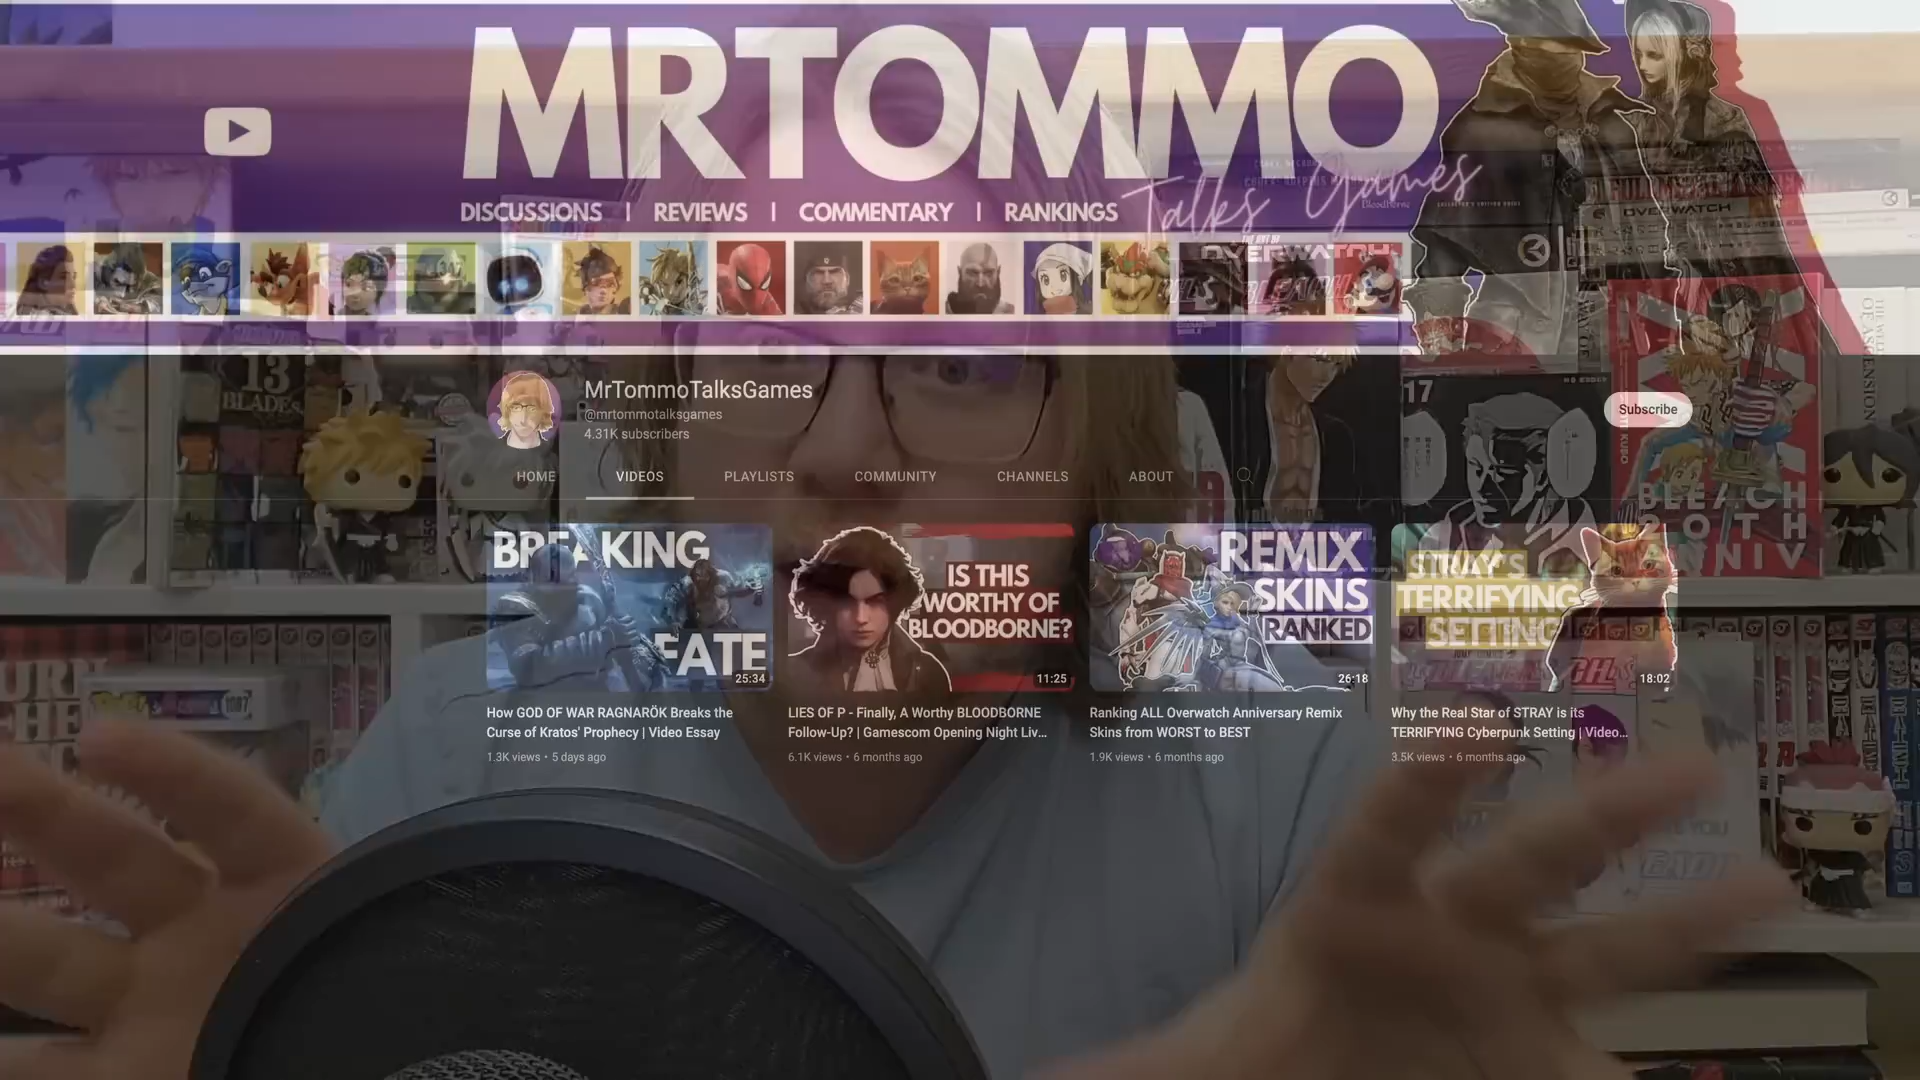 MRTOMMO
Talks Games
DISCUSSIONS | REVIEWS | COMMENTARY | RANKINGS
OVERWATCH
OVERWATCH
BLEACH
13
BLADES
17
MrTommoTalksGames
@mrtommotalksgames
4.31K subscribers
Subscribe
HOME
VIDEOS
PLAYLISTS
COMMUNITY
CHANNELS
ABOUT
BLEACH
20TH
ANNIV
BREAKING
FATE
25:34
IS THIS
WORTHY OF
BLOODBORNE?
11:25
REMIX
SKINS
RANKED
26:18
STRAY'S
TERRIFYING
SETTING
18:02
How GOD OF WAR RAGNARÖK Breaks the
Curse of Kratos' Prophecy | Video Essay
1.3K views • 5 days ago
LIES OF P - Finally, A Worthy BLOODBORNE
Follow-Up? | Gamescom Opening Night Liv...
6.1K views • 6 months ago
Ranking ALL Overwatch Anniversary Remix
Skins from WORST to BEST
1.9K views • 6 months ago
Why the Real Star of STRAY is its
TERRIFYING Cyberpunk Setting | Video...
3.5K views • 6 months ago